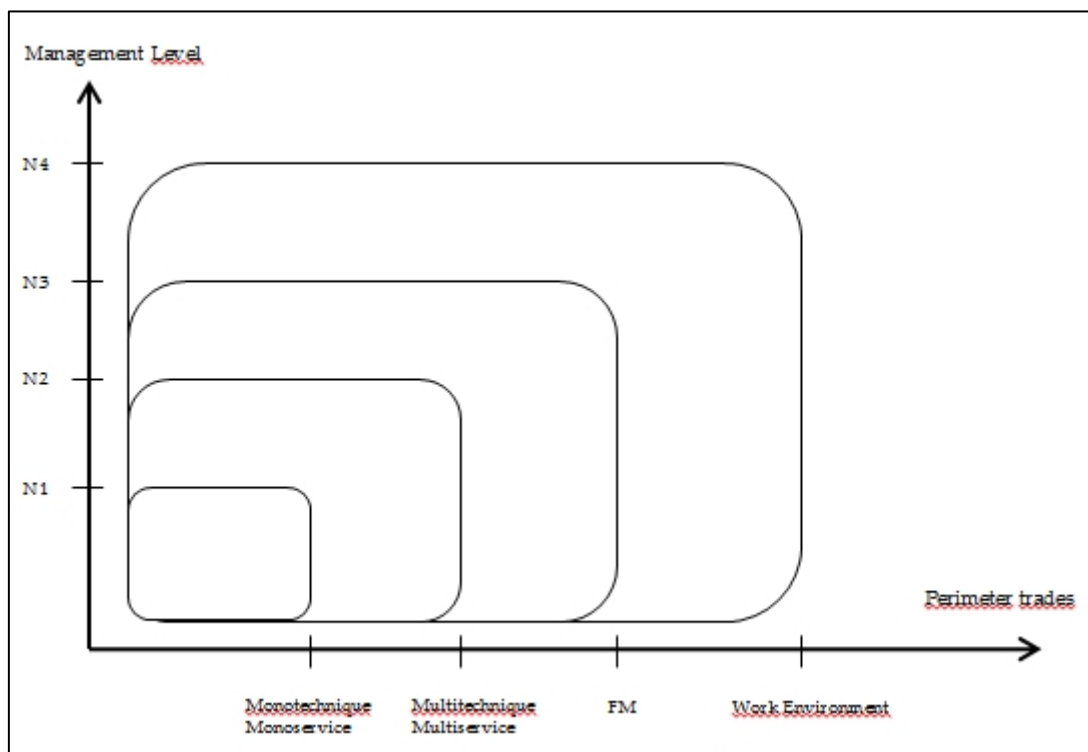 Management Level
N4
N3
N2
N1
Perimeter trades
Monotechnique
Monoservice
Multitechnique
Multiservice
FM
Work Environment